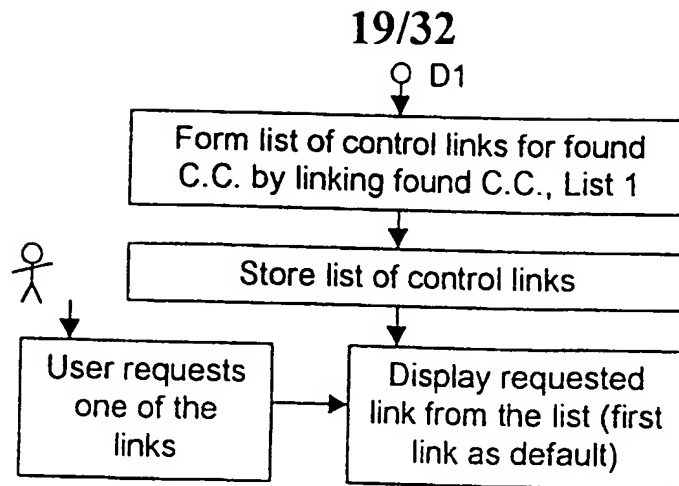 19/32
D1
Form list of control links for found
C.C. by linking found C.C., List 1
Store list of control links
User requests
one of the
links
Display requested
link from the list (first
link as default)